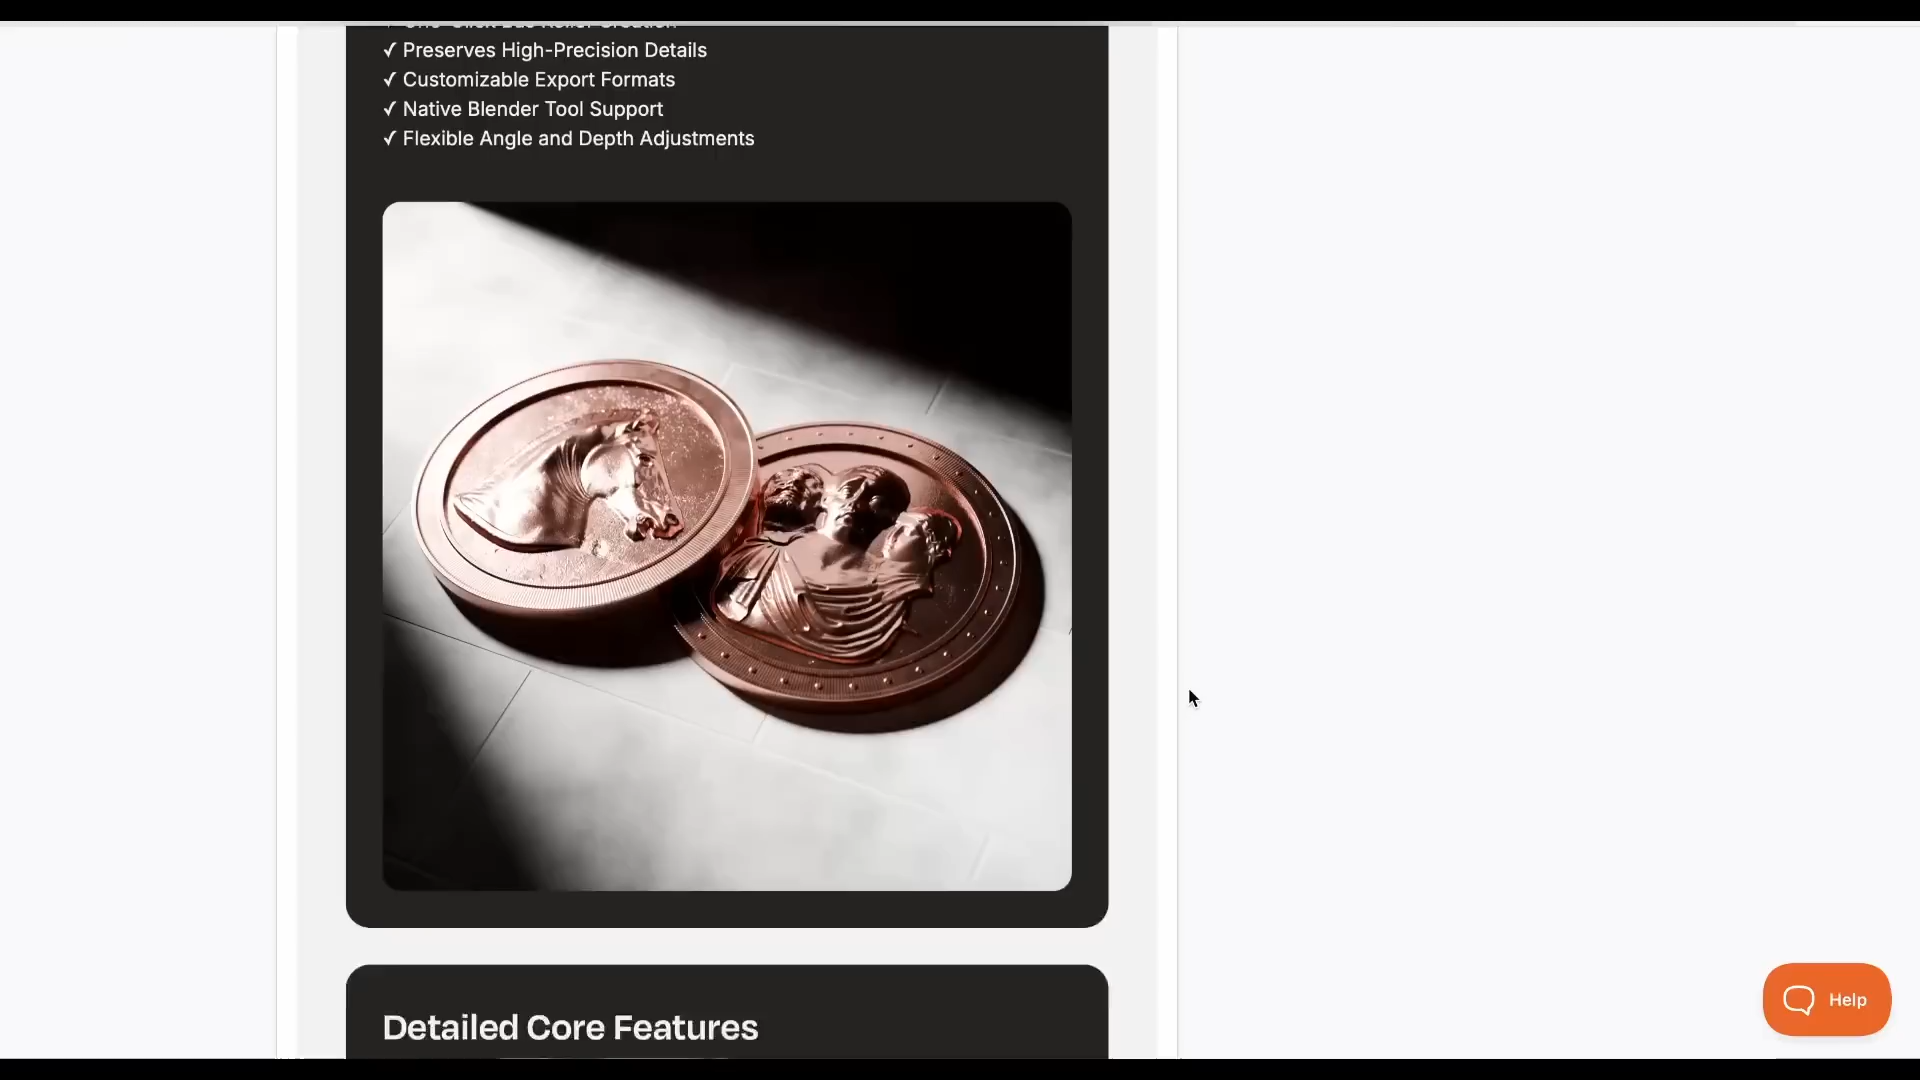 ✓ Preserves High-Precision Details
✓ Customizable Export Formats
✓ Native Blender Tool Support
✓ Flexible Angle and Depth Adjustments
Detailed Core Features
Help